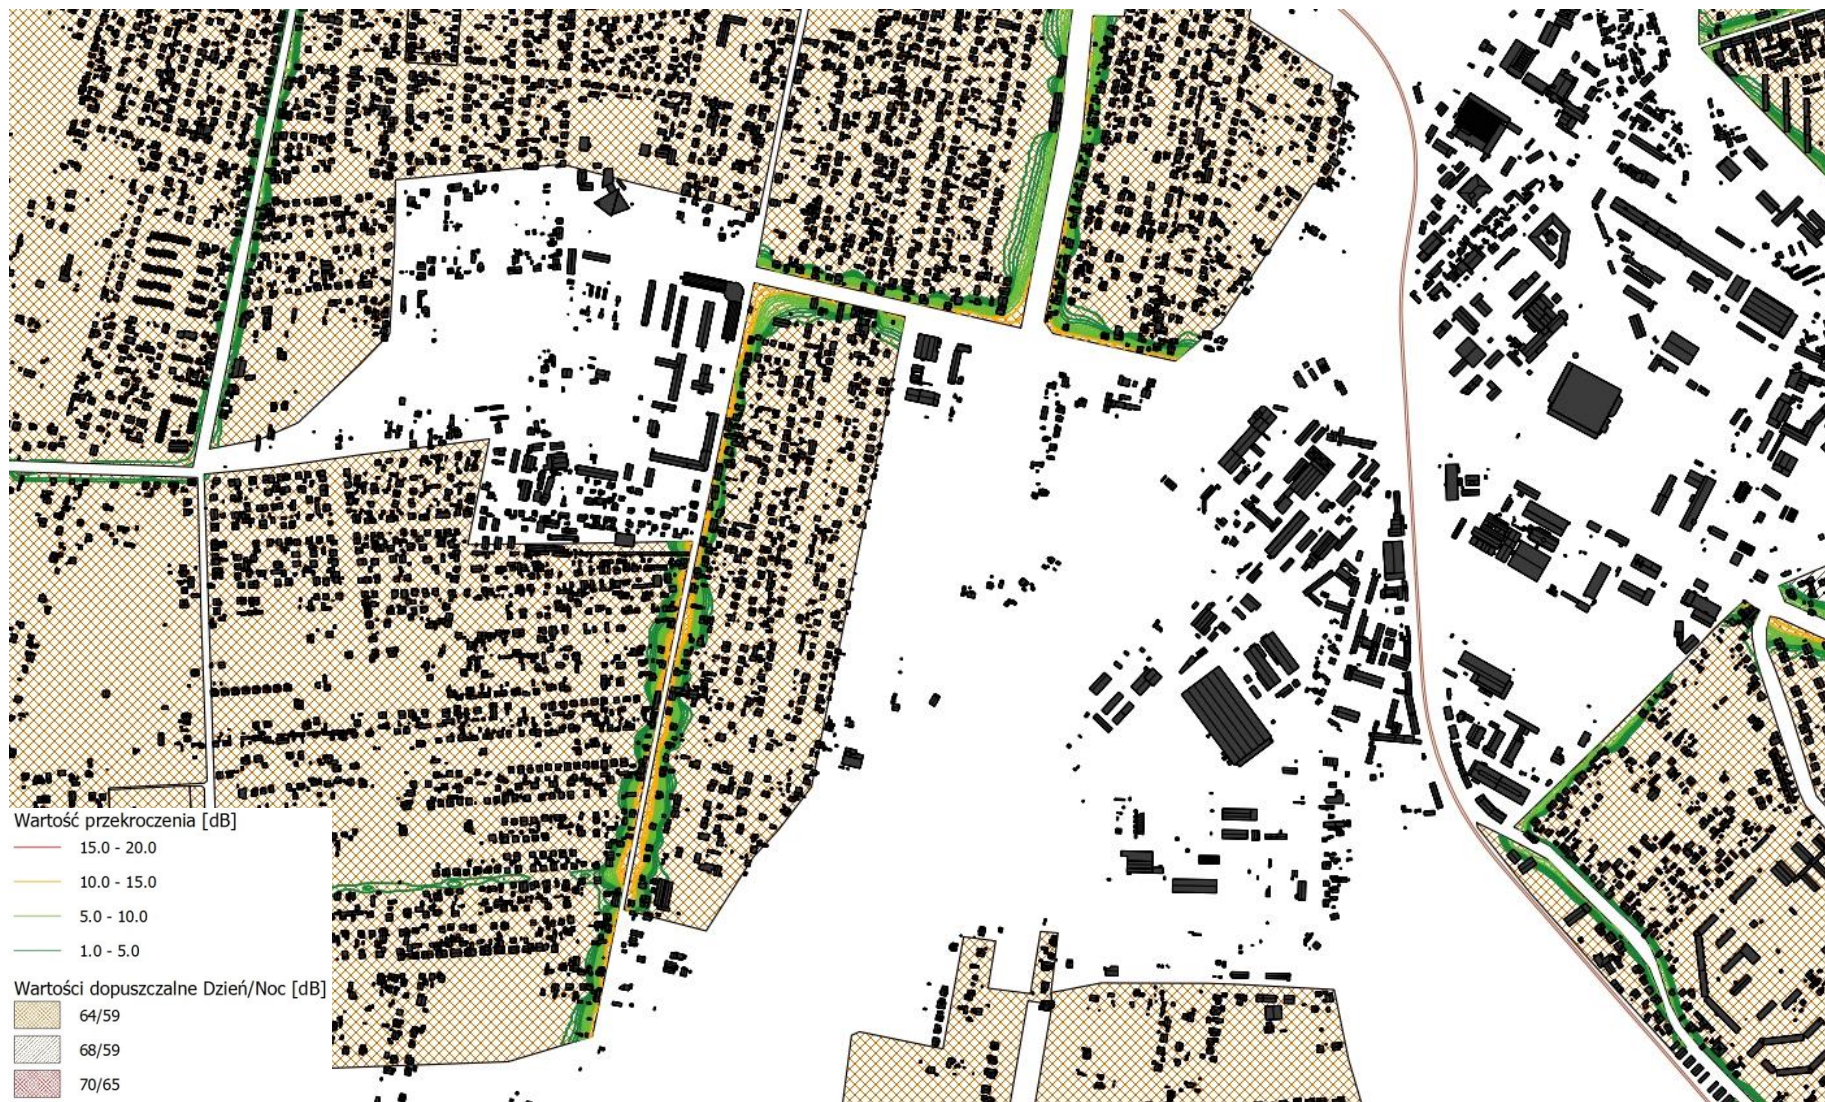 Wartość przekroczenia [dB]
15.0 - 20.0
10.0 - 15.0
5.0 - 10.0
1.0 - 5.0
Wartości dopuszczalne Dzień/Noc [dB]
64/59
68/59
70/65